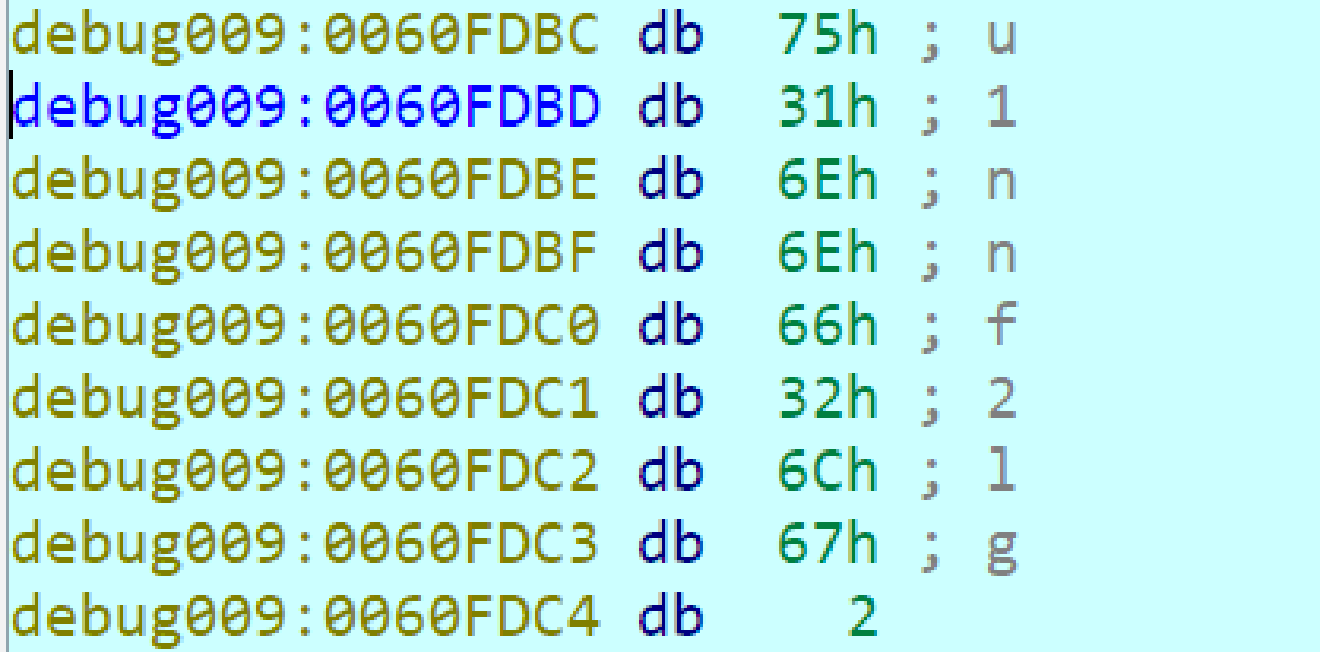 debug009:0060FDBC db 75h ; u
debug009:0060FDBD db 31h ; 1
debug009:0060FDBE db 6Eh ; n
debug009:0060FDBF db 6Eh ; n
debug009:0060FDC0 db 66h ; f
debug009:0060FDC1 db 32h ; 2
debug009:0060FDC2 db 6Ch ; l
debug009:0060FDC3 db 67h ; g
debug009:0060FDC4 db 2